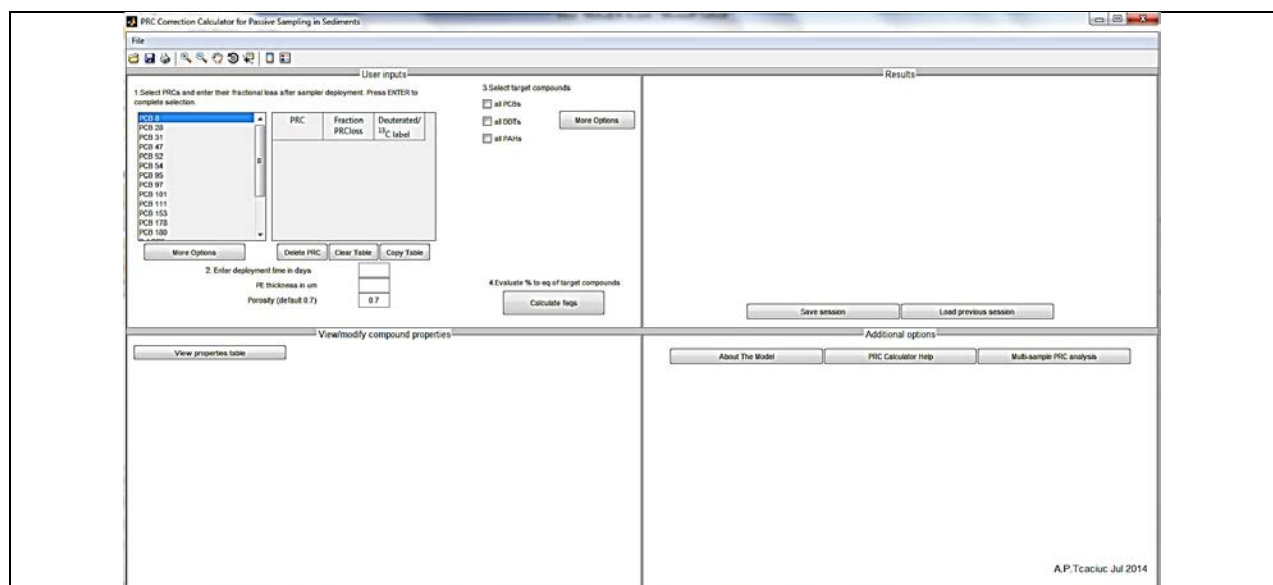 PRC Correction Calculator for Passive Sampling in Sediments
File
User inputs
1.Select PRCs and enter their fractional loss after sampler deployment. Press ENTER to
complete selection.
PCB 8
PCB 28
PCB 31
PCB 47
PCB 52
PCB 54
PCB 95
PCB 97
PCB 101
PCB 111
PCB 153
PCB 178
PCB 180
PRC
Fraction
PRCloss
Deuterated/
13C label
More Options
Delete PRC
Clear Table
Copy Table
2. Enter deployment time in days
PE thickness in um
Porosity (default 0.7)
0.7
3.Select target compounds
all PCBs
all DDTs
all PAHs
More Options
4.Evaluate % to eq of target compounds
Calculate feqs
Results
Save session
Load previous session
View/modify compound properties
View properties table
Additional options
About The Model
PRC Calculator Help
Multi-sample PRC analysis
A.P.Tcaciuc Jul 2014